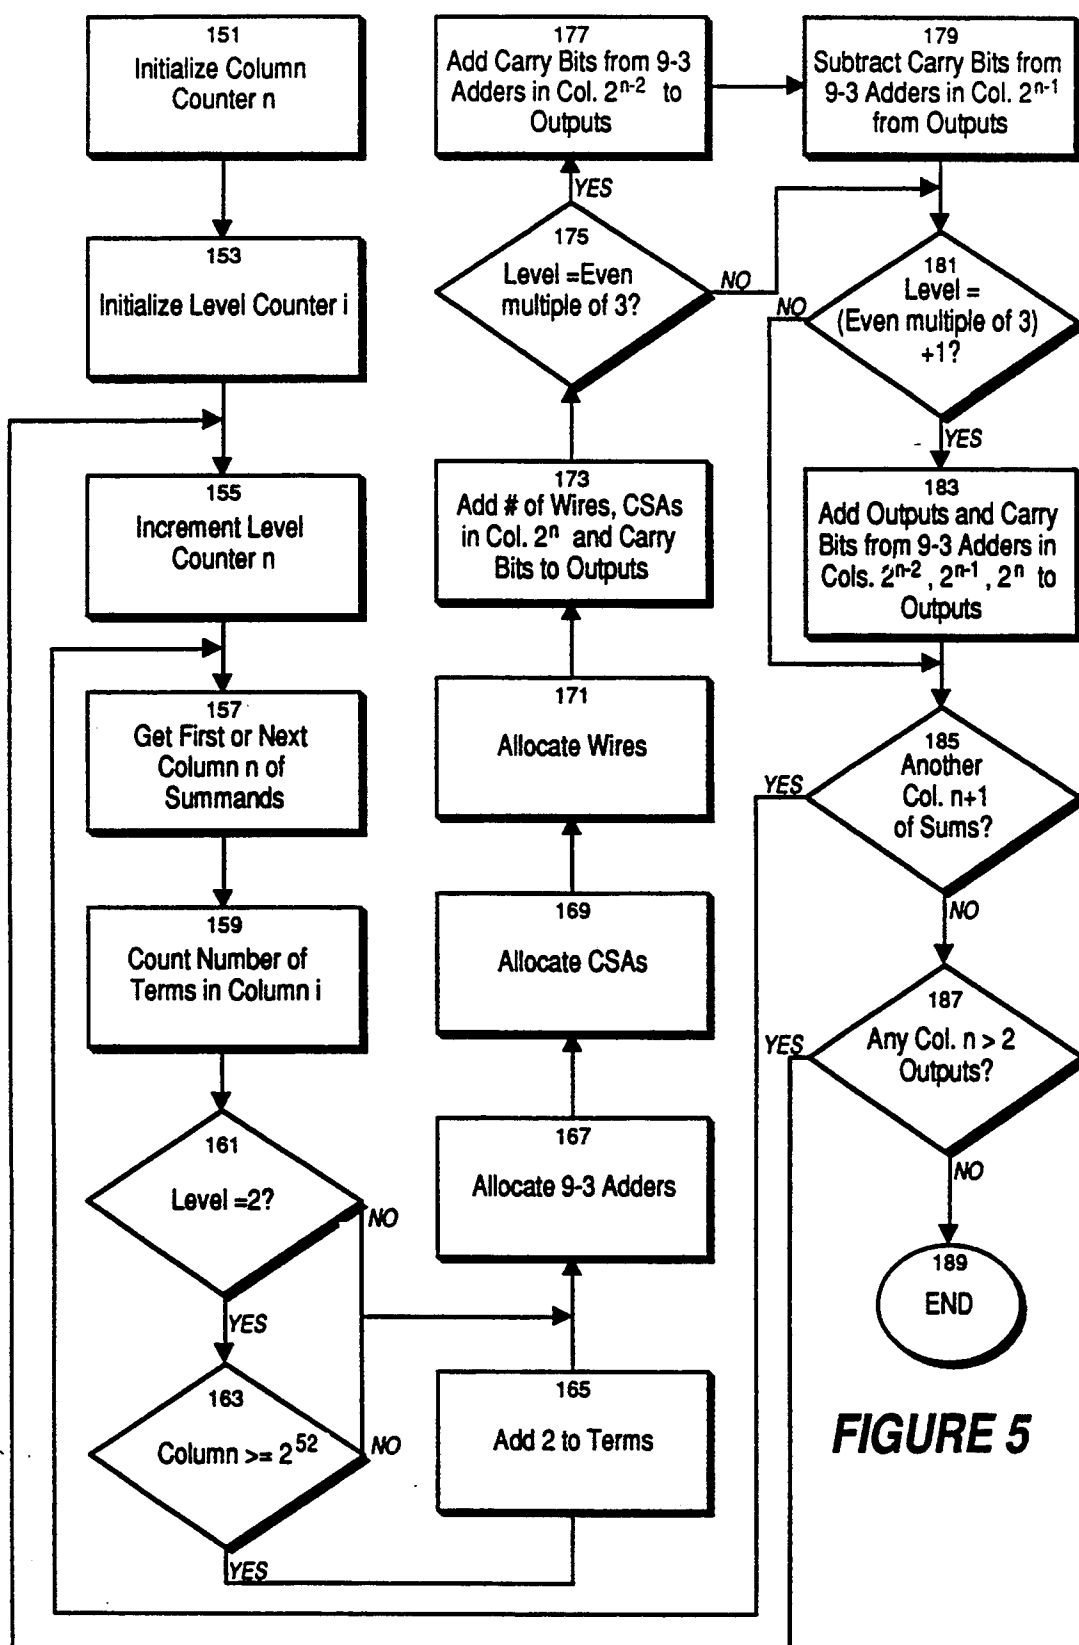 151
Initialize Column
Counter n
153
Initialize Level Counter i
155
Increment Level
Counter n
157
Get First or Next
Column n of
Summands
159
Count Number of
Terms in Column i
161
Level =2?
NO
YES
163
Column >= 2^52
NO
YES
165
Add 2 to Terms
167
Allocate 9-3 Adders
169
Allocate CSAs
171
Allocate Wires
173
Add # of Wires, CSAs
in Col. 2^n and Carry
Bits to Outputs
175
Level =Even
multiple of 3?
YES
NO
177
Add Carry Bits from 9-3
Adders in Col. 2^n-2 to
Outputs
179
Subtract Carry Bits from
9-3 Adders in Col. 2^n-1
from Outputs
181
Level =
(Even multiple of 3)
+1?
NO
YES
183
Add Outputs and Carry
Bits from 9-3 Adders in
Cols. 2^n-2 , 2^n-1 , 2^n to
Outputs
185
Another
Col. n+1
of Sums?
YES
NO
187
Any Col. n > 2
Outputs?
YES
NO
189
END
FIGURE 5